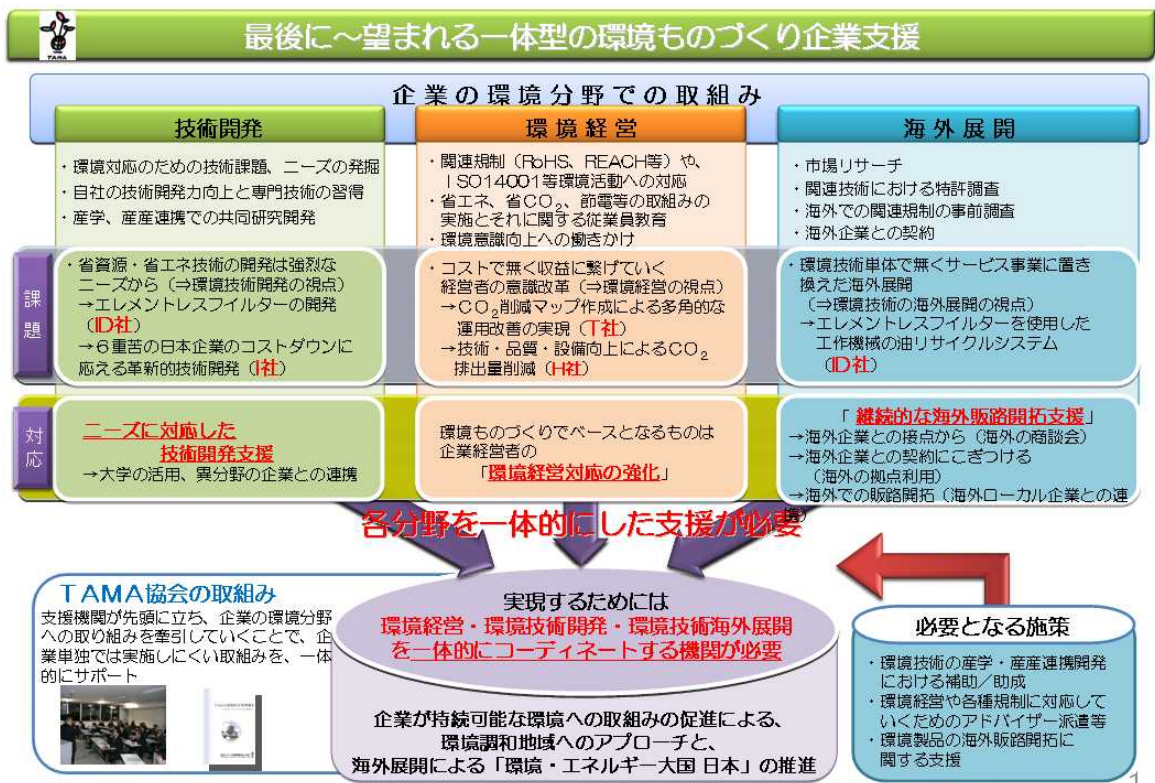 TAMA
最後に～望まれる一体型の環境ものづくり企業支援
企業の環境分野での取組み
技術開発
・環境対応のための技術課題、ニーズの発掘
・自社の技術開発力向上と専門技術の習得
・産学、産産連携での共同研究開発
環境経営
・関連規制（RoHS、REACH等）や、
ISO14001等環境活動への対応
・省エネ、省CO₂、節電等の取組みの
実施とそれに関する従業員教育
・環境意識向上への働きかけ
海外展開
・市場リサーチ
・関連技術における特許調査
・海外での関連規制の事前調査
・海外企業との契約
課題
・省資源・省エネ技術の開発は強烈な
ニーズから（⇒環境技術開発の視点）
→エレメントレスフィルターの開発
（ID社）
→６重苦の日本企業のコストダウンに
応える革新的技術開発（I社）
・コストで無く収益に繋げていく
経営者の意識改革（⇒環境経営の視点）
→CO₂削減マップ作成による多角的な
運用改善の実現（T社）
→技術・品質・設備向上によるCO₂
排出量削減（H社）
・環境技術単体で無くサービス事業に置き
換えた海外展開
（⇒環境技術の海外展開の視点）
→エレメントレスフィルターを使用した
工作機械の油リサイクルシステム
（ID社）
対応
ニーズに対応した
技術開発支援
→大学の活用、異分野の企業との連携
環境ものづくりでベースとなるものは
企業経営者の
「環境経営対応の強化」
「継続的な海外販路開拓支援」
→海外企業との接点から（海外の商談会）
→海外企業との契約にこぎつける
（海外の拠点利用）
→海外での販路開拓（海外ローカル企業との連
携）
各分野を一体的にした支援が必要
TAMA協会の取組み
支援機関が先頭に立ち、企業の環境分野
への取り組みを牽引していくことで、企
業単独では実施しにくい取組みを、一体
的にサポート
実現するためには
環境経営・環境技術開発・環境技術海外展開
を一体的にコーディネートする機関が必要
企業が持続可能な環境への取組みの促進による、
環境調和地域へのアプローチと、
海外展開による「環境・エネルギー大国 日本」の推進
必要となる施策
・環境技術の産学・産産連携開発
における補助／助成
・環境経営や各種規制に対応して
いくためのアドバイザー派遣等
・環境製品の海外販路開拓に
関する支援
1